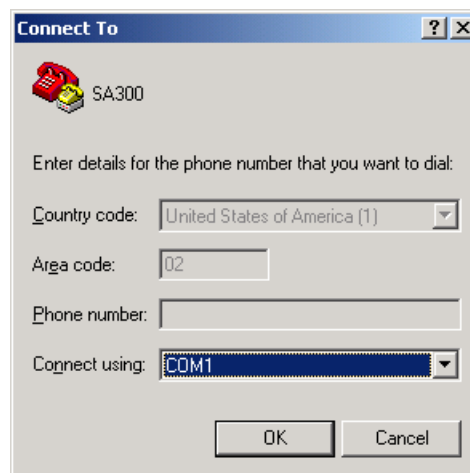 Connect To
SA300
Enter details for the phone number that you want to dial:
Country code: United States of America (1)
Area code: 02
Phone number:
Connect using: COM1
OK Cancel